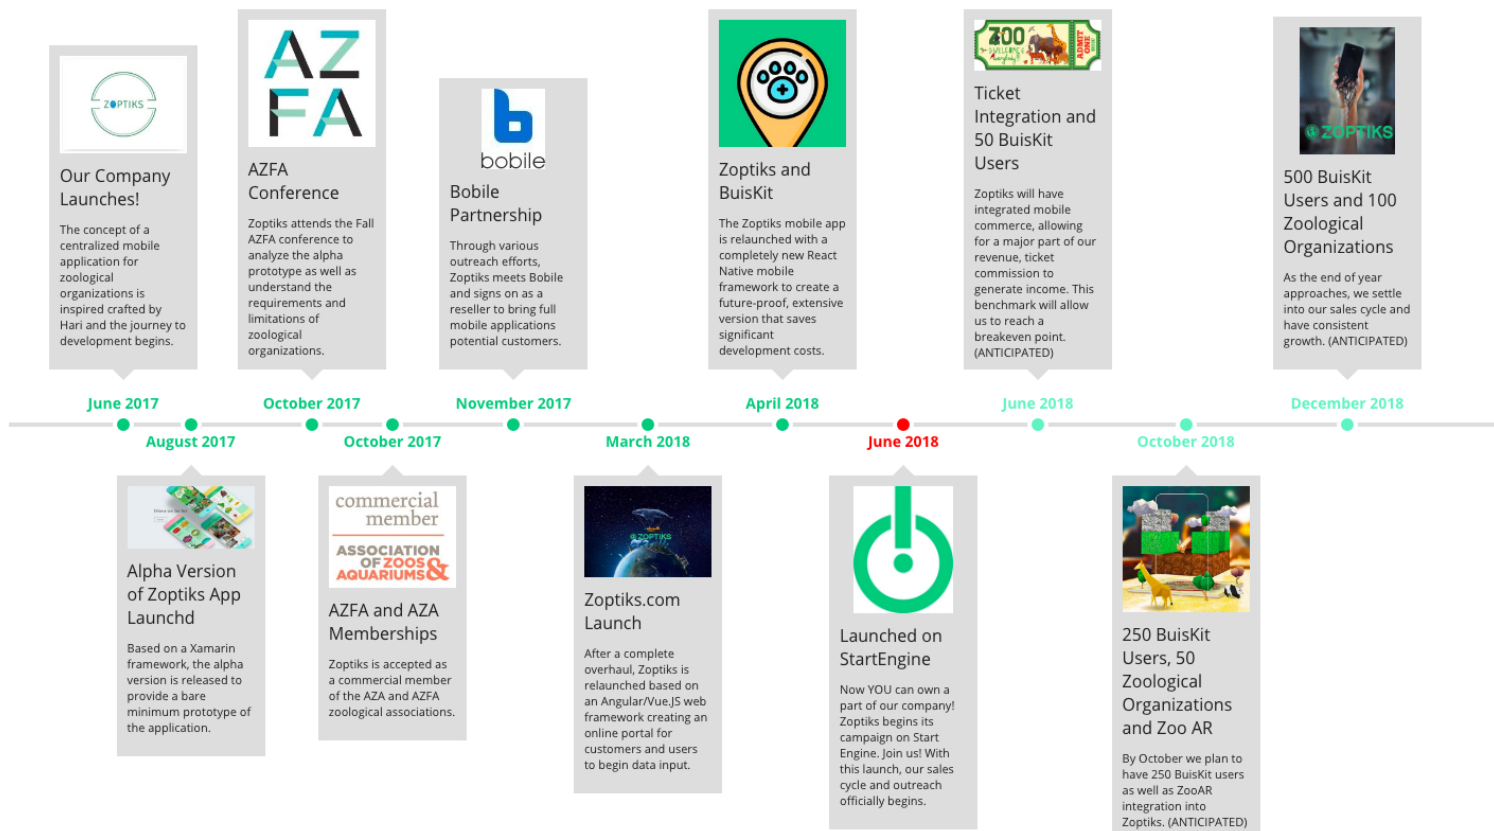 ZOPTIKS
Our Company
Launches!
The concept of a
centralized mobile
application for
zoological
organizations is
inspired crafted by
Hari and the journey to
development begins.
June 2017
August 2017
Alpha Version
of Zoptiks App
Launchd
Based on a Xamarin
framework, the alpha
version is released to
provide a bare
minimum prototype of
the application.
AZ
FA
AZFA
Conference
Zoptiks attends the Fall
AZFA conference to
analyze the alpha
prototype as well as
understand the
requirements and
limitations of
zoological
organizations.
October 2017
October 2017
commercial
member
ASSOCIATION
OF ZOOS
AQUARIUMS &
AZFA and AZA
Memberships
Zoptiks is accepted as
a commercial member
of the AZA and AZFA
zoological associations.
bobile
Bobile
Partnership
Through various
outreach efforts,
Zoptiks meets Bobile
and signs on as a
reseller to bring full
mobile applications
potential customers.
November 2017
March 2018
ZOPTIKS
Zoptiks.com
Launch
After a complete
overhaul, Zoptiks is
relaunched based on
an Angular/Vue.JS web
framework creating an
online portal for
customers and users
to begin data input.
Zoptiks and
BuisKit
The Zoptiks mobile app
is relaunched with a
completely new React
Native mobile
framework to create a
future-proof, extensive
version that saves
significant
development costs.
April 2018
June 2018
Launched on
StartEngine
Now YOU can own a
part of our company!
Zoptiks begins its
campaign on Start
Engine. Join us! With
this launch, our sales
cycle and outreach
officially begins.
ZOO
ADMIT
ONE
Ticket
Integration and
50 BuisKit
Users
Zoptiks will have
integrated mobile
commerce, allowing
for a major part of our
revenue, ticket
commission to
generate income. This
benchmark will allow
us to reach a
breakeven point.
(ANTICIPATED)
June 2018
October 2018
250 BuisKit
Users, 50
Zoological
Organizations
and Zoo AR
By October we plan to
have 250 BuisKit users
as well as ZooAR
integration into
Zoptiks. (ANTICIPATED)
ZOPTIKS
500 BuisKit
Users and 100
Zoological
Organizations
As the end of year
approaches, we settle
into our sales cycle and
have consistent
growth. (ANTICIPATED)
December 2018